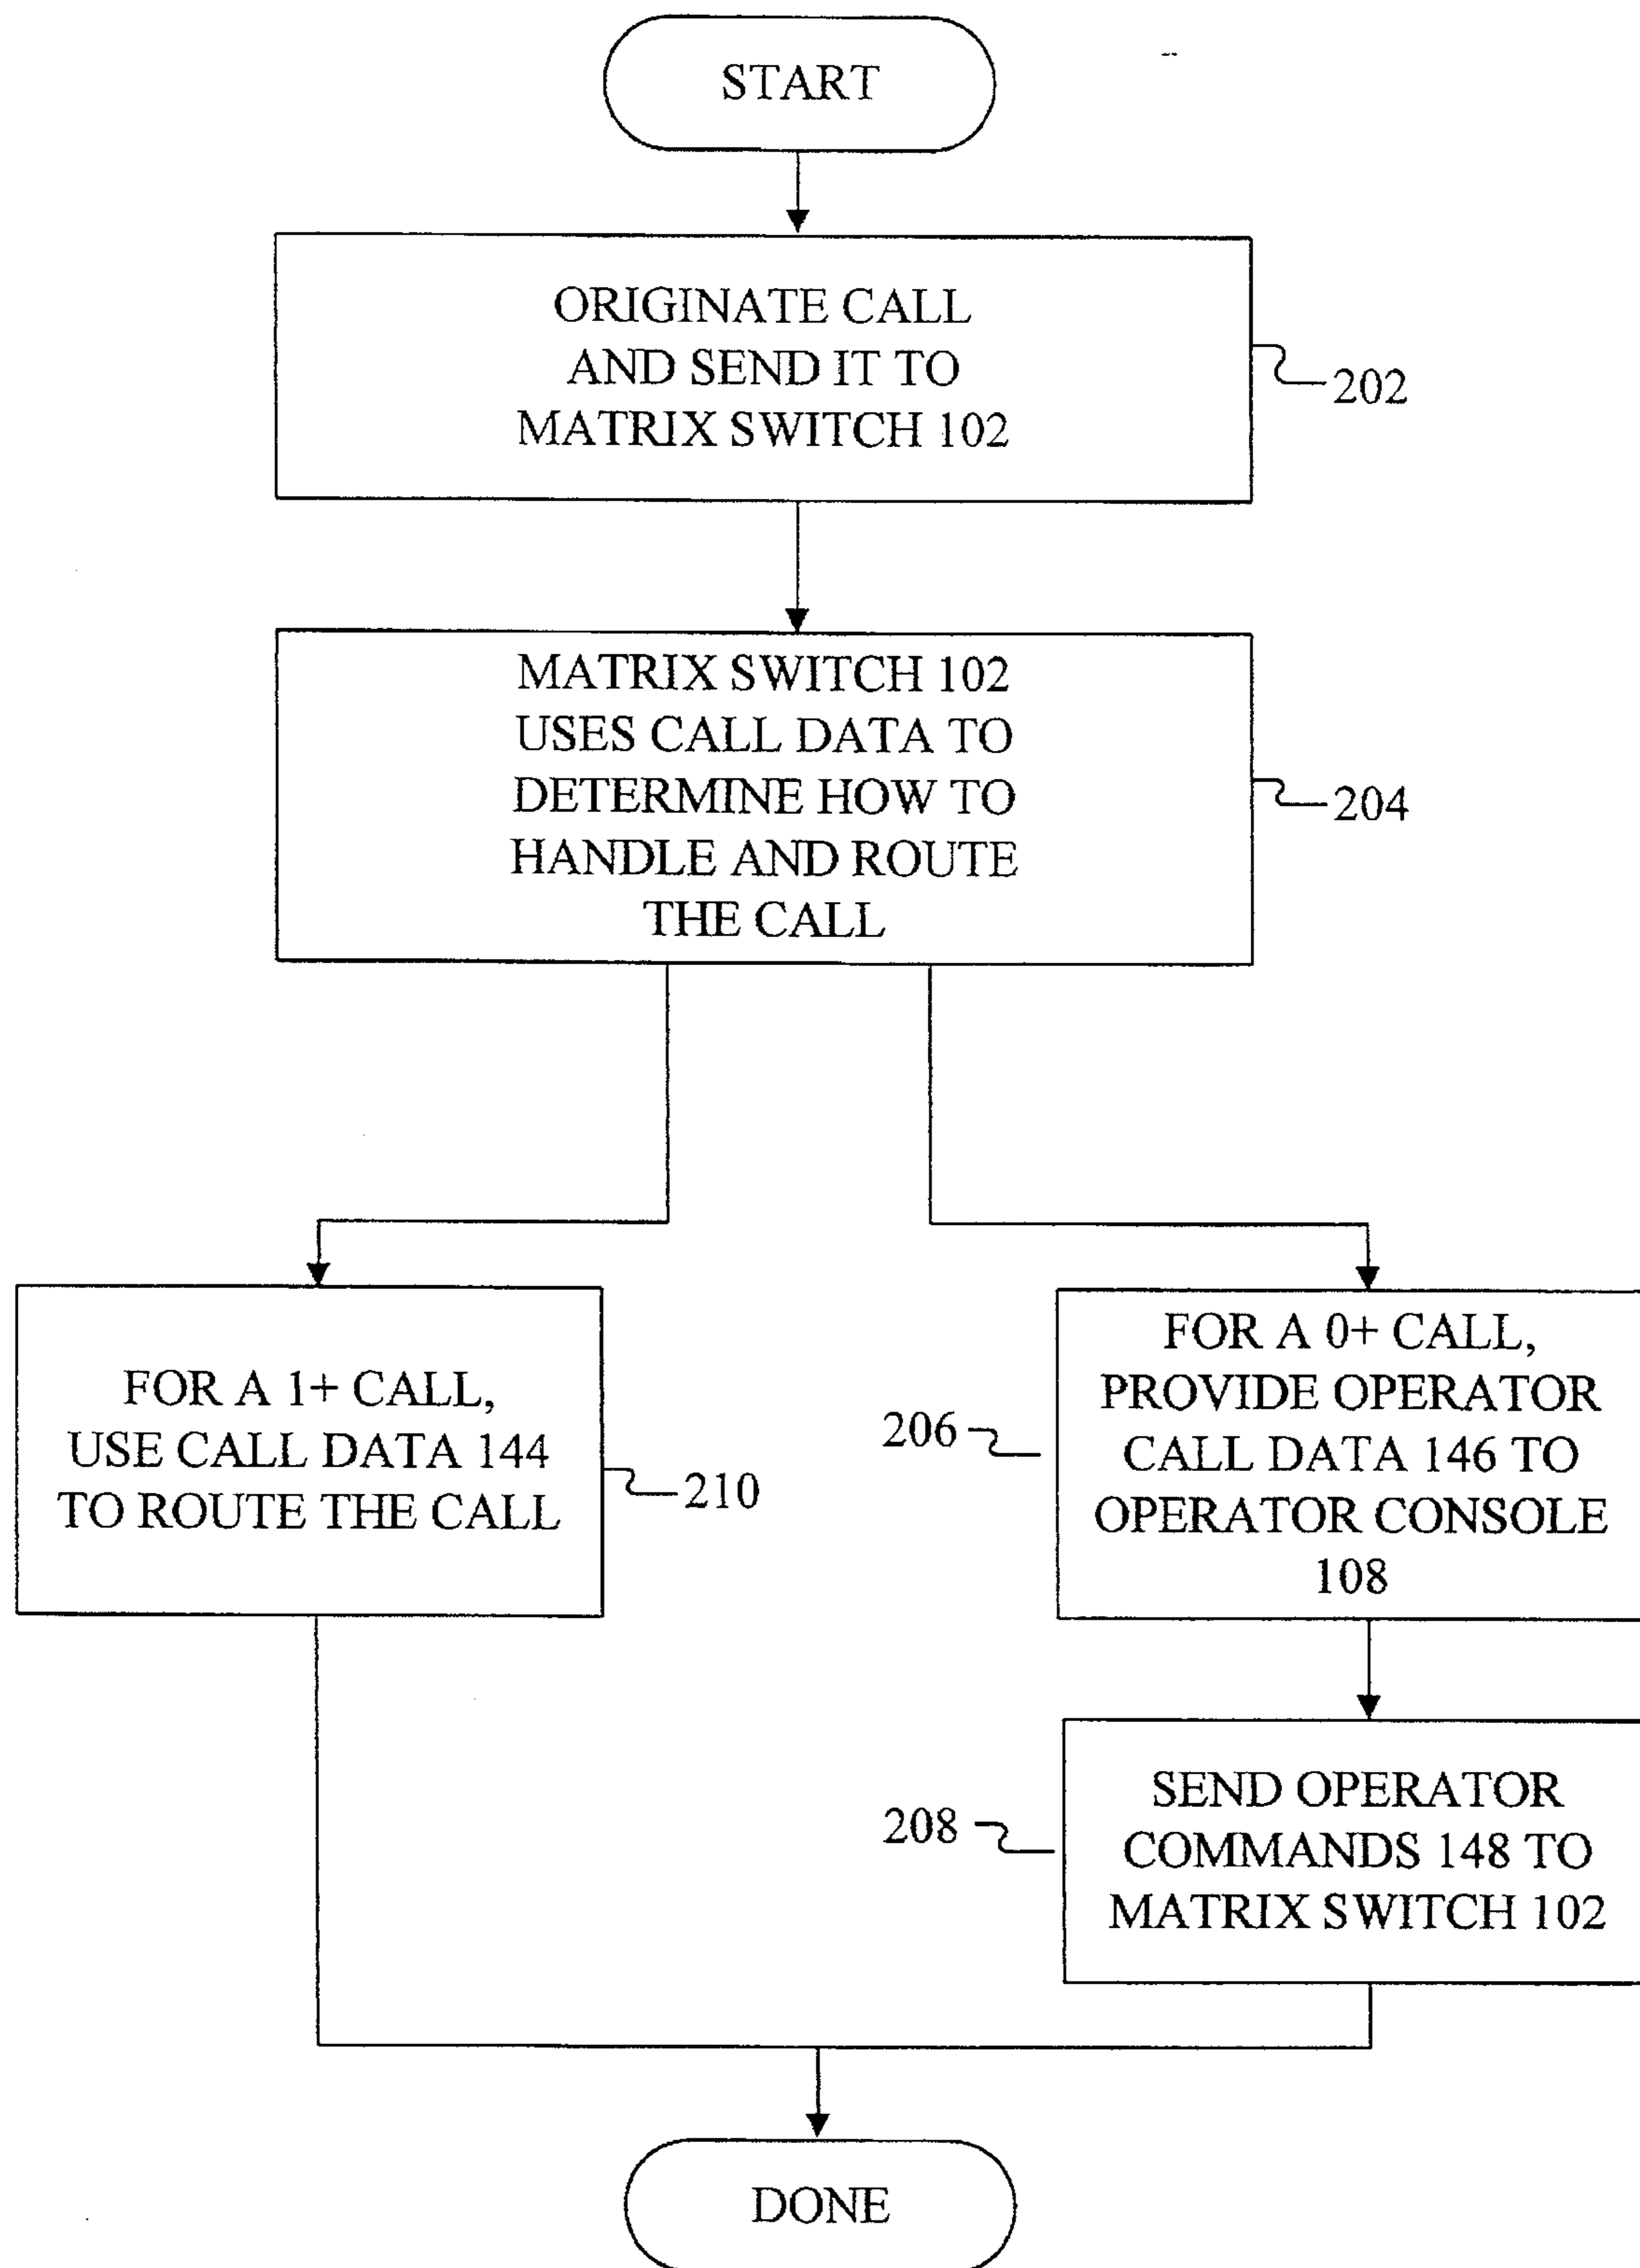 START
ORIGINATE CALL
AND SEND IT TO
MATRIX SWITCH 102
202
MATRIX SWITCH 102
USES CALL DATA TO
DETERMINE HOW TO
HANDLE AND ROUTE
THE CALL
204
FOR A 1+ CALL,
USE CALL DATA 144
TO ROUTE THE CALL
210
FOR A 0+ CALL,
PROVIDE OPERATOR
CALL DATA 146 TO
OPERATOR CONSOLE
108
206
SEND OPERATOR
COMMANDS 148 TO
MATRIX SWITCH 102
208
DONE